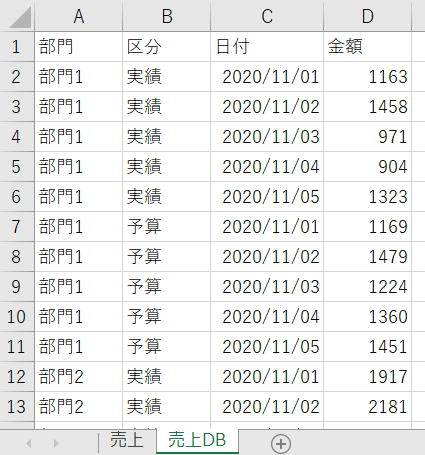 A B C D
1 部門 区分 日付 金額
2 部門1 実績 2020/11/01 1163
3 部門1 実績 2020/11/02 1458
4 部門1 実績 2020/11/03 971
5 部門1 実績 2020/11/04 904
6 部門1 実績 2020/11/05 1323
7 部門1 予算 2020/11/01 1169
8 部門1 予算 2020/11/02 1479
9 部門1 予算 2020/11/03 1224
10 部門1 予算 2020/11/04 1360
11 部門1 予算 2020/11/05 1451
12 部門2 実績 2020/11/01 1917
13 部門2 実績 2020/11/02 2181
売上 売上DB